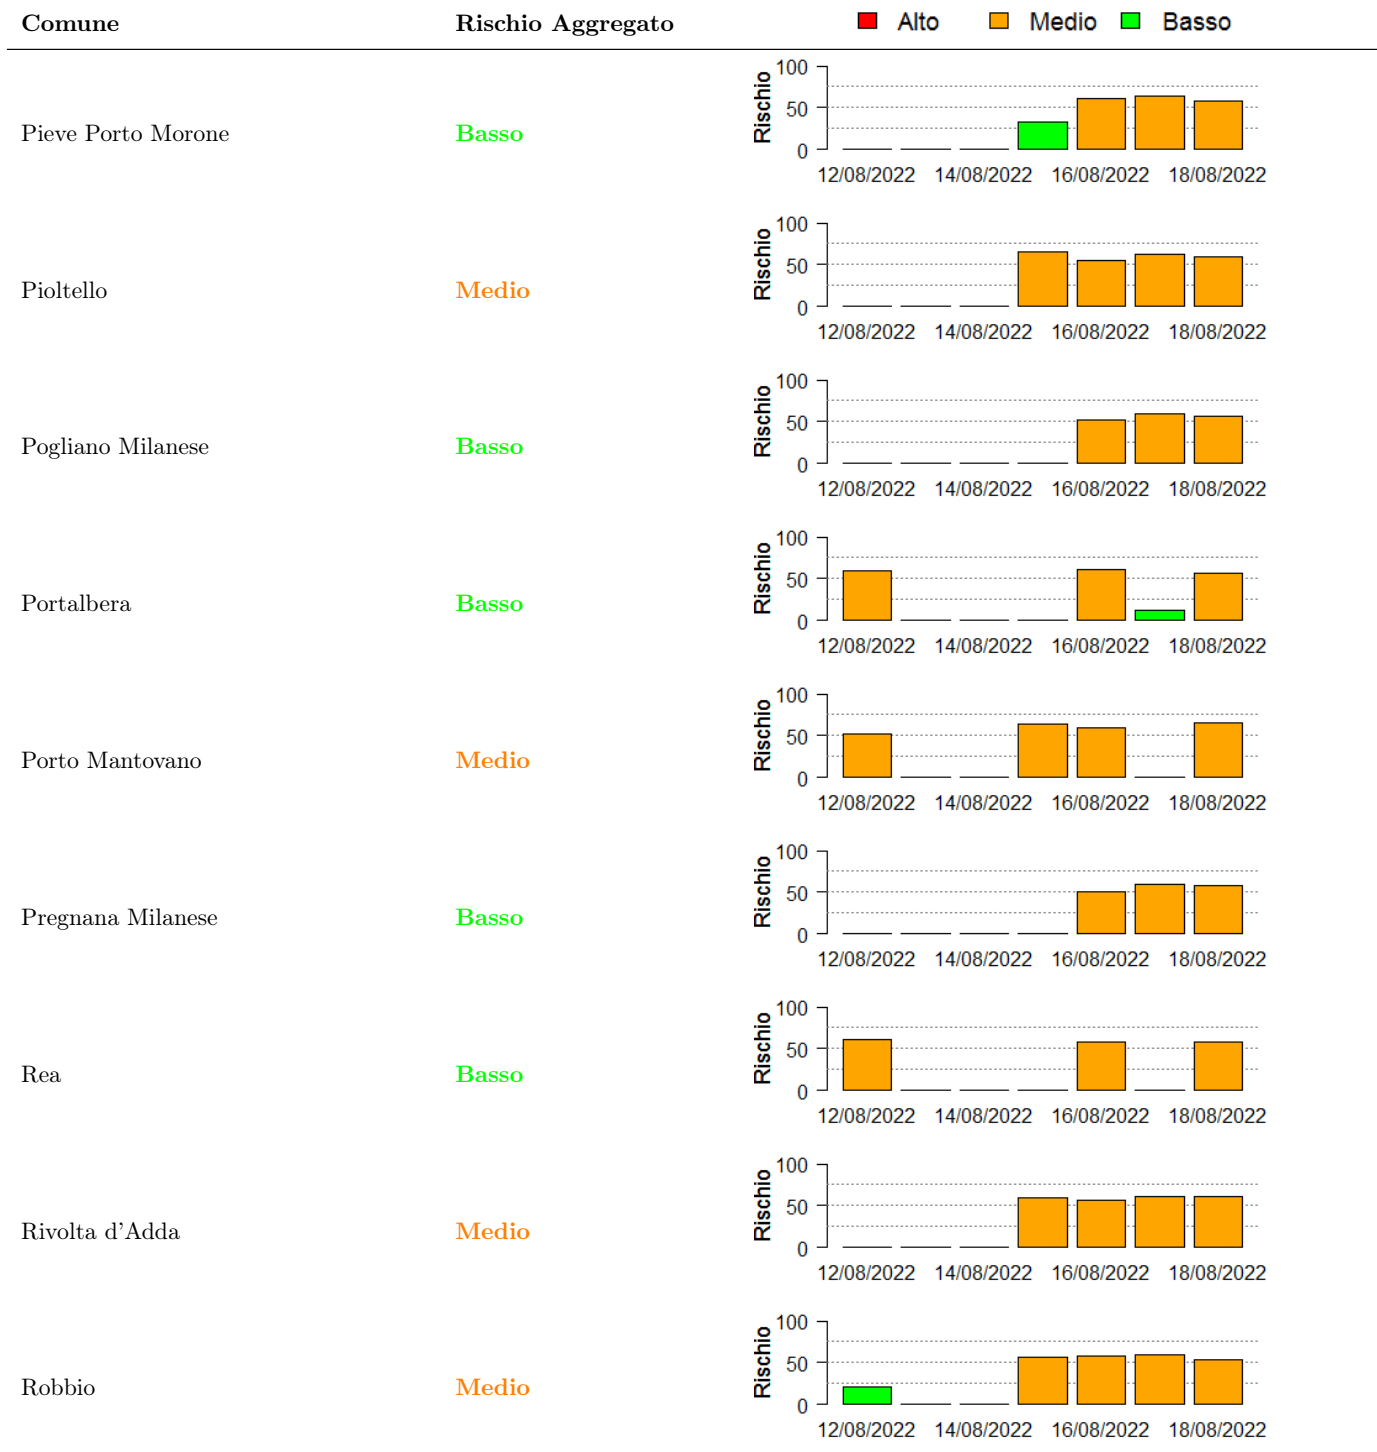 Comune Rischio Aggregato Alto Medio Basso
100
50
0
Rischio
Pieve Porto Morone Basso
12/08/2022 14/08/2022 16/08/2022 18/08/2022
100
50
0
Rischio
Pioltello Medio
12/08/2022 14/08/2022 16/08/2022 18/08/2022
100
50
0
Rischio
Pogliano Milanese Basso
12/08/2022 14/08/2022 16/08/2022 18/08/2022
100
50
0
Rischio
Portalbera Basso
12/08/2022 14/08/2022 16/08/2022 18/08/2022
100
50
0
Rischio
Porto Mantovano Medio
12/08/2022 14/08/2022 16/08/2022 18/08/2022
100
50
0
Rischio
Pregnana Milanese Basso
12/08/2022 14/08/2022 16/08/2022 18/08/2022
100
50
0
Rischio
Rea Basso
12/08/2022 14/08/2022 16/08/2022 18/08/2022
100
50
0
Rischio
Rivolta d'Adda Medio
12/08/2022 14/08/2022 16/08/2022 18/08/2022
100
50
0
Rischio
Robbio Medio
12/08/2022 14/08/2022 16/08/2022 18/08/2022